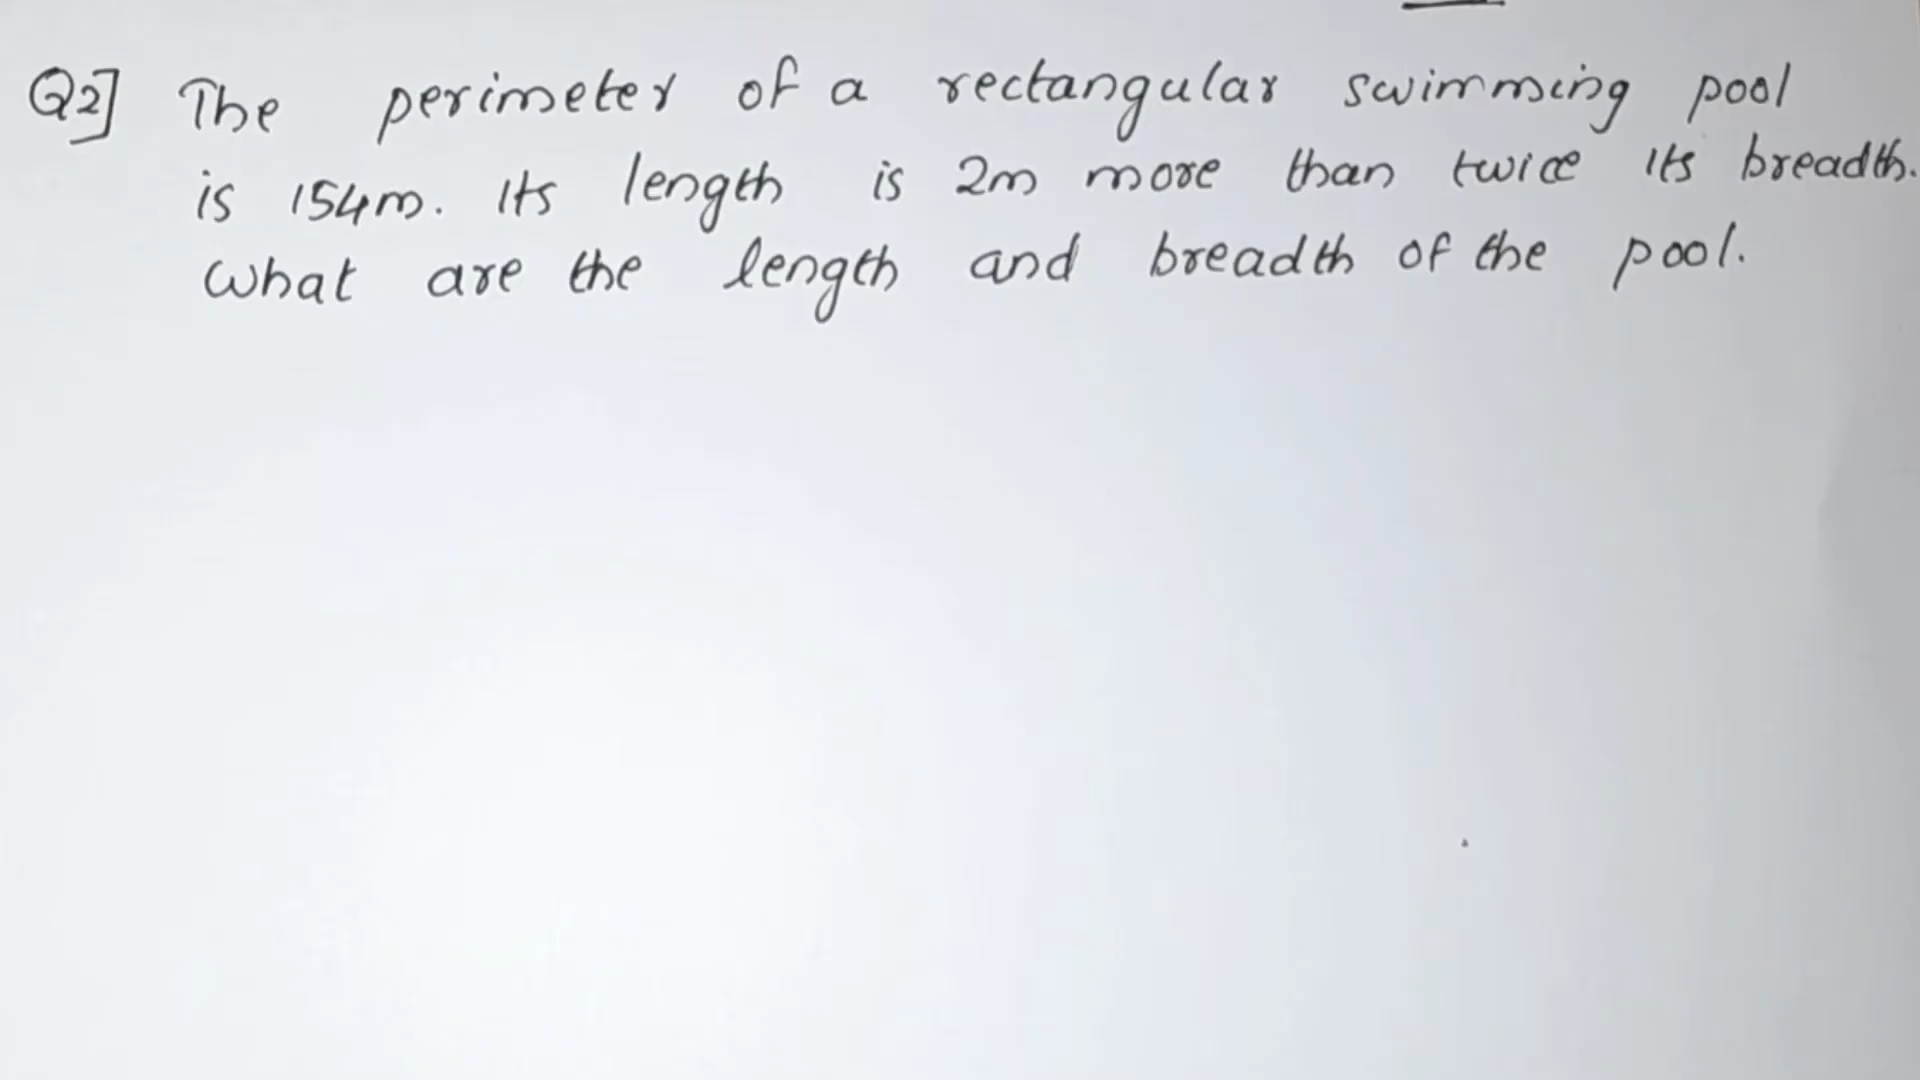 Q2] The perimeter of a rectangular swimming pool
is 154m. Its length is 2m more than twice its breadth.
What are the length and breadth of the pool.